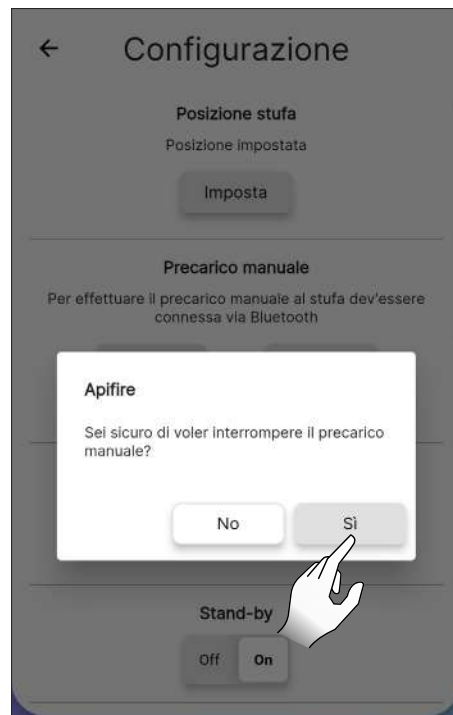 Configurazione
Posizione stufa
Posizione impostata
Imposta
Precarico manuale
Per effettuare il precarico manuale al stufa dev'essere
connessa via Bluetooth
Apifire
Sei sicuro di voler interrompere il precarico
manuale?
No Sì
Stand-by
Off On